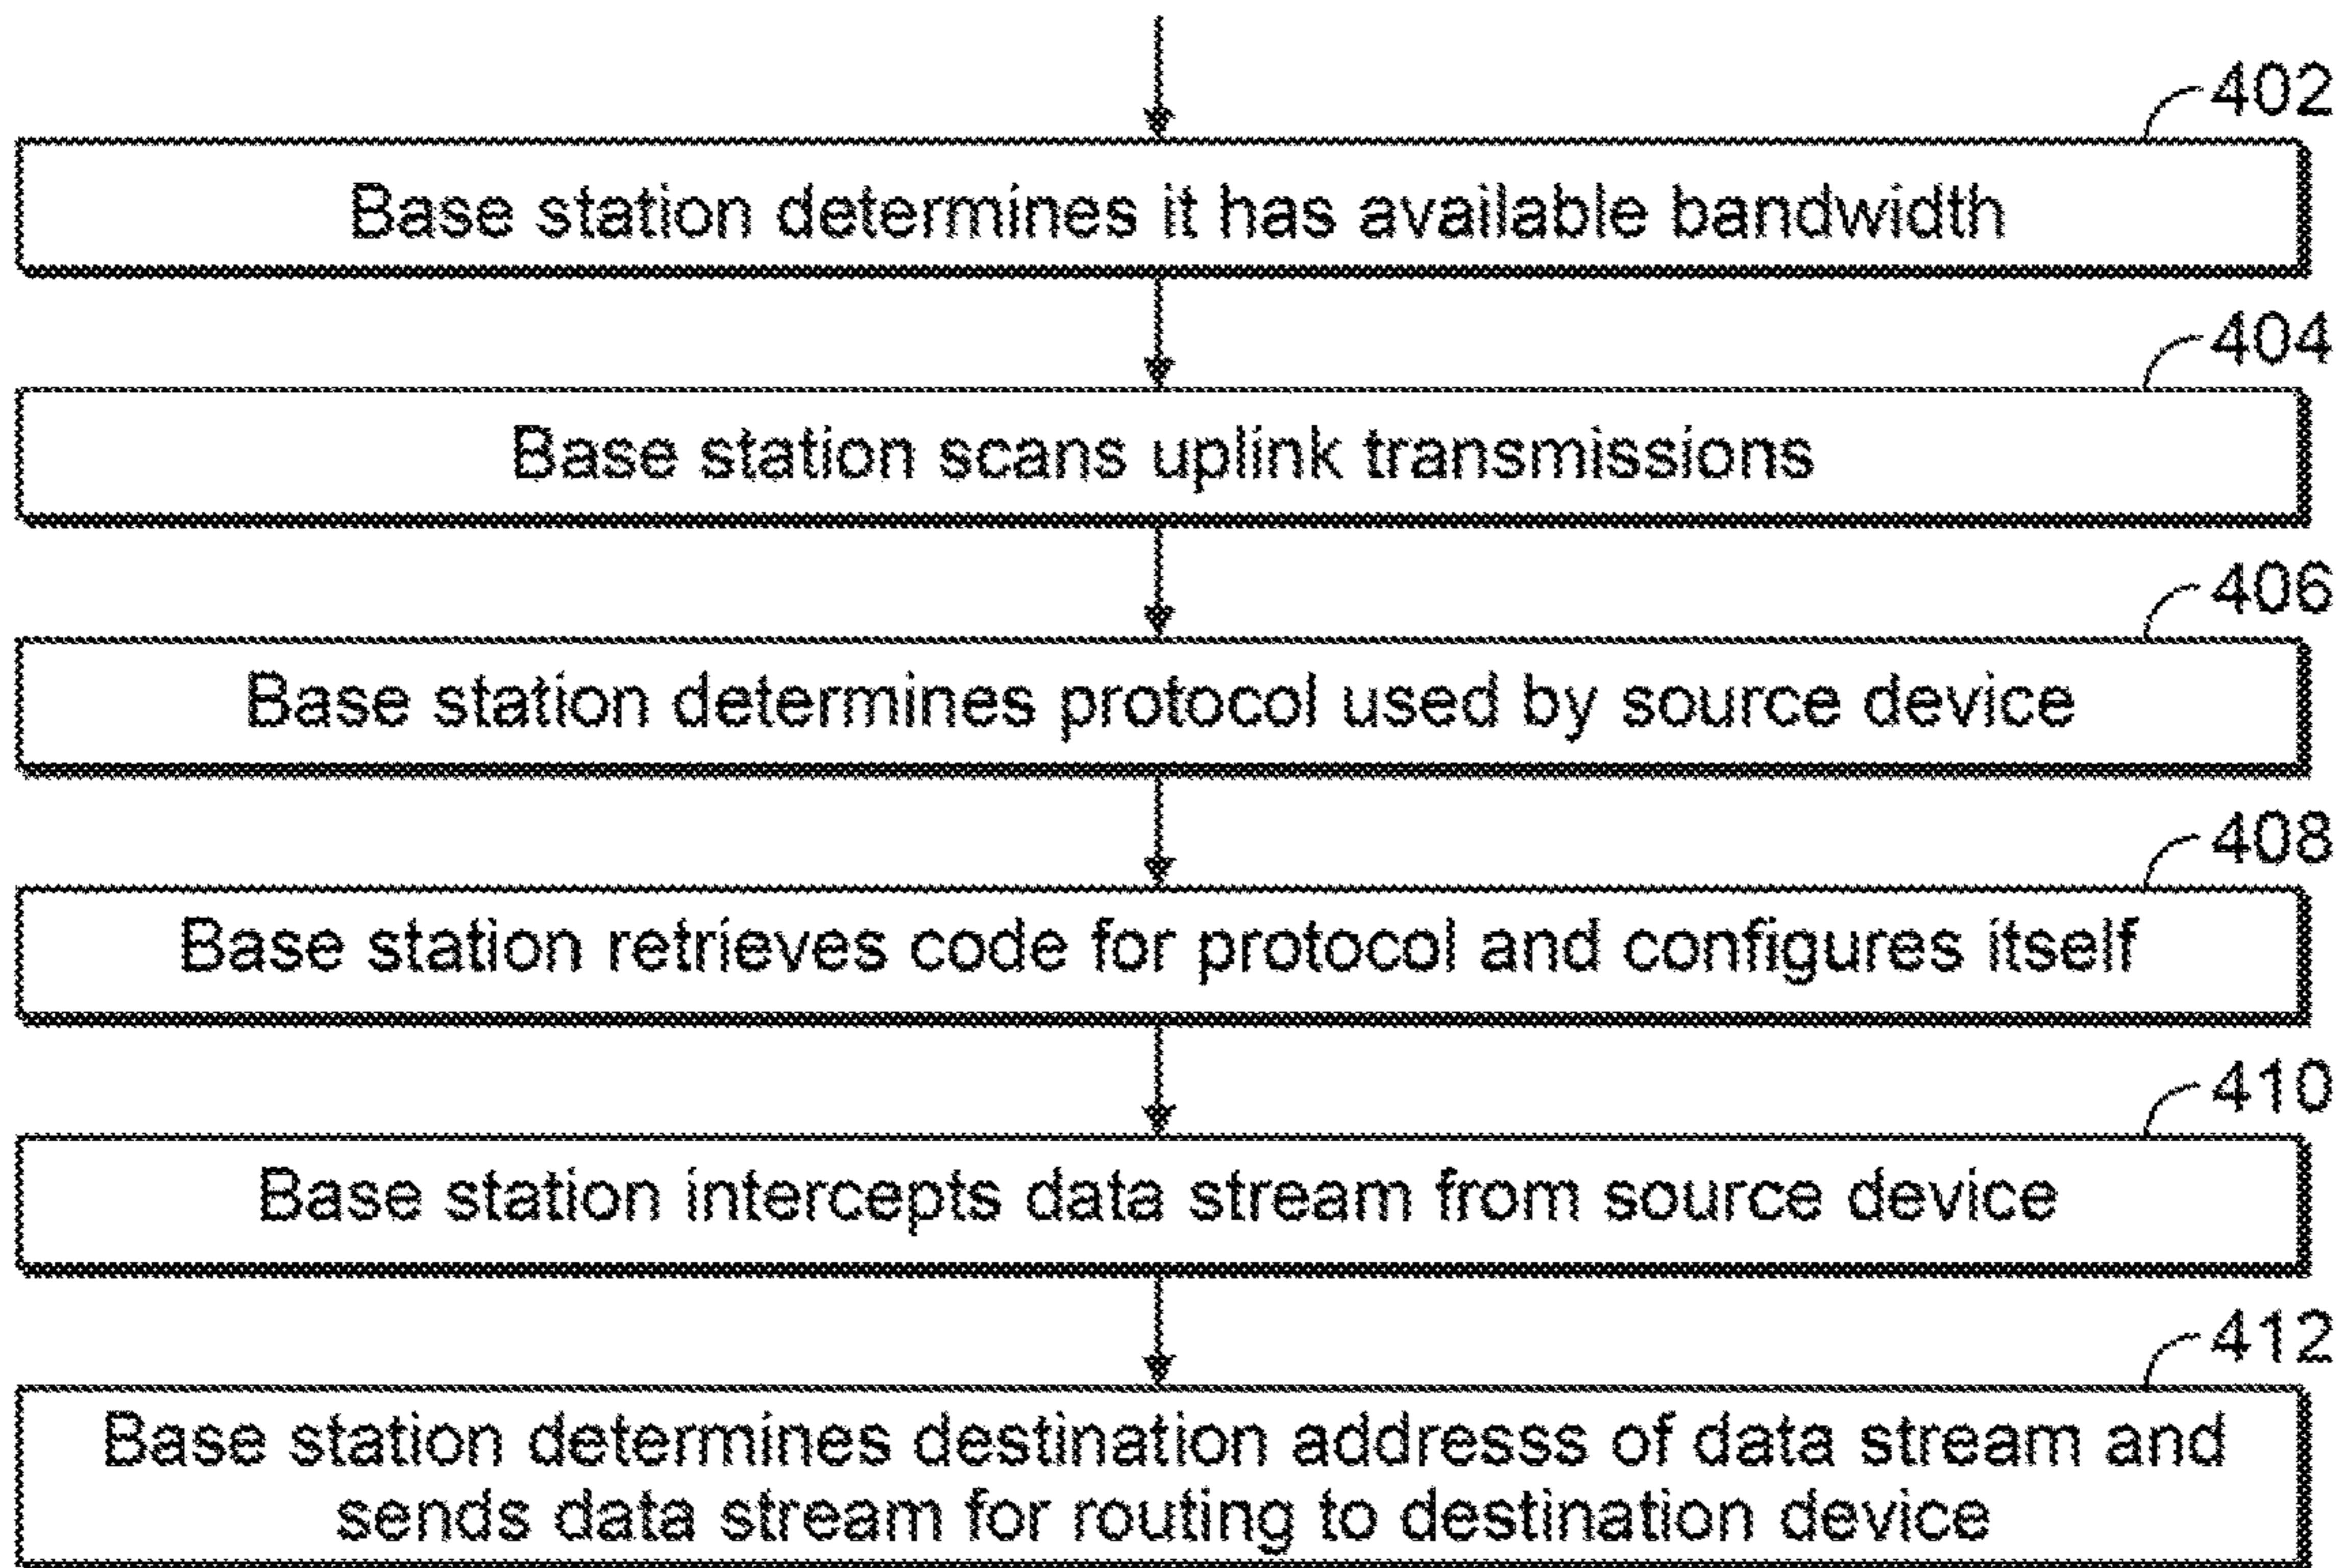 402
Base station determines it has available bandwidth
404
Base station scans uplink transmissions
406
Base station determines protocol used by source device
408
Base station retrieves code for protocol and configures itself
410
Base station intercepts data stream from source device
412
Base station determines destination addresss of data stream and
sends data stream for routing to destination device